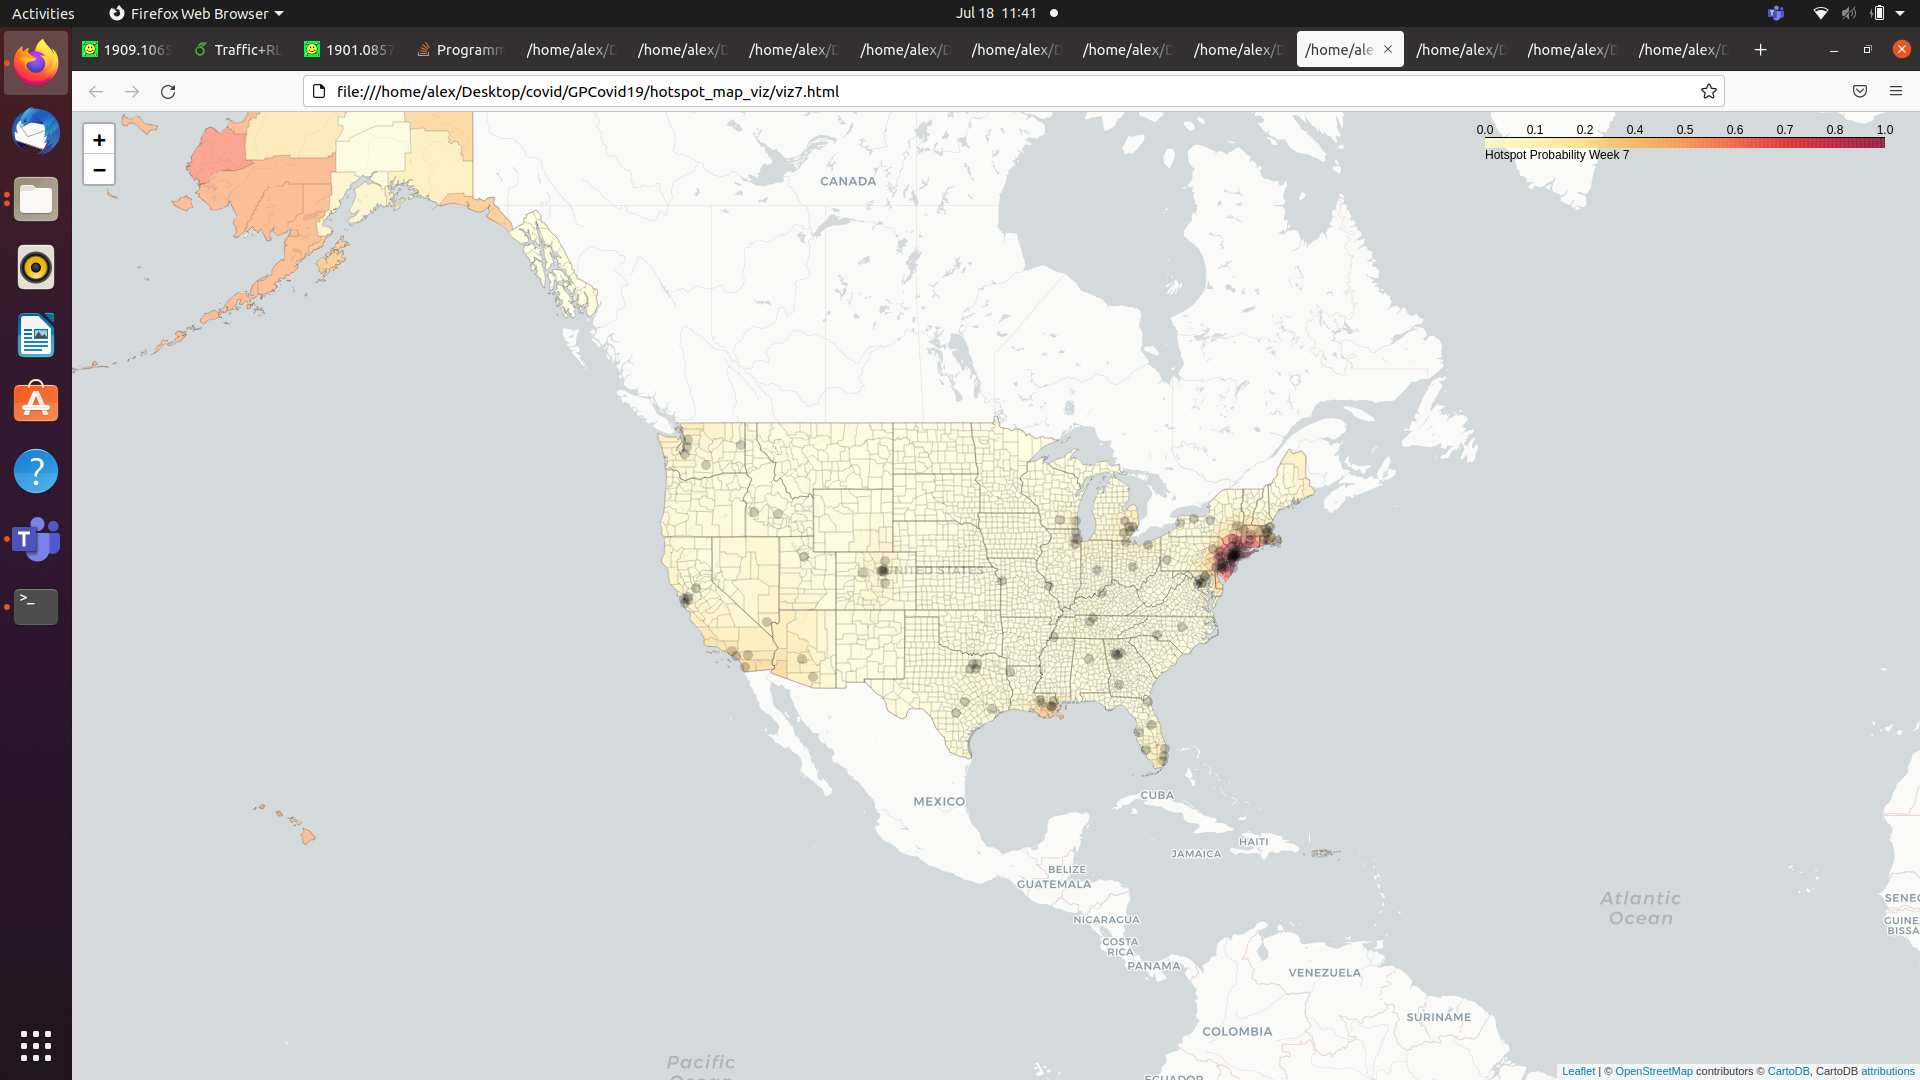 Activities
Firefox Web Browser
Jul 18 11:41
1909.1065
Traffic+RL
1901.0857
Programm
/home/alex/D
/home/alex/D
/home/alex/D
/home/alex/D
/home/alex/D
/home/alex/D
/home/alex/D
/home/ale
/home/alex/D
/home/alex/D
/home/alex/D
file:///home/alex/Desktop/covid/GPCovid19/hotspot_map_viz/viz7.html
+
−
0.0 0.1 0.2 0.3 0.4 0.5 0.6 0.7 0.8 1.0
Hotspot Probability Week 7
CANADA
UNITED STATES
MEXICO
CUBA
HAITI
JAMAICA
BELIZE
GUATEMALA
NICARAGUA
COSTA
RICA
PANAMA
VENEZUELA
COLOMBIA
SURINAME
ECUADOR
Atlantic
Ocean
SENEG
GUINE
BISSA
Pacific
Ocean
Leaflet | © OpenStreetMap contributors © CartoDB, CartoDB attributions